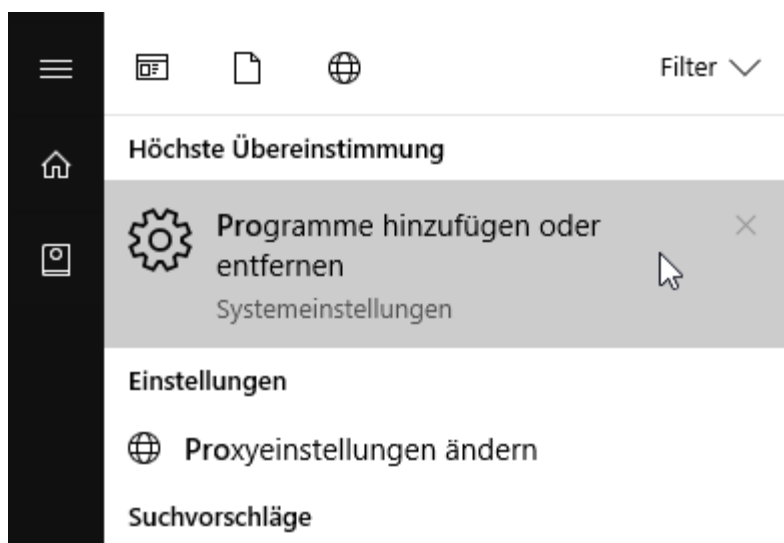 Filter
Höchste Übereinstimmung
Programme hinzufügen oder
entfernen
Systemeinstellungen
Einstellungen
Proxyeinstellungen ändern
Suchvorschläge